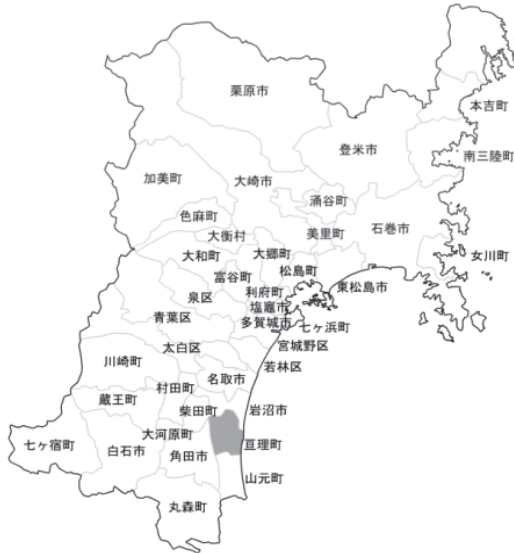 栗原市
本吉町
登米市
南三陸町
加美町
大崎市
涌谷町
色麻町
石巻市
大衡村
美里町
大和町
大郷町
女川町
松島町
富谷町
東松島市
利府町
泉区
塩竈市
青葉区
多賀城市
七ヶ浜町
太白区
宮城野区
川崎町
若林区
名取市
村田町
蔵王町
柴田町
岩沼市
大河原町
七ヶ宿町
白石市
角田市
亘理町
山元町
丸森町